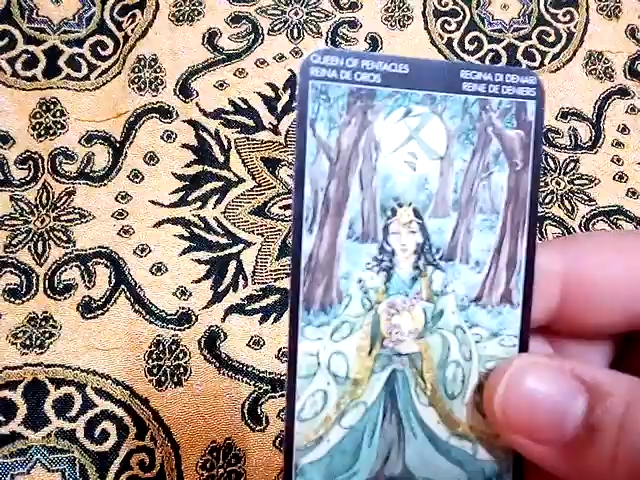 QUEEN OF PENTACLES
REINA DE OROS
REGINA DI DENARI
REINE DE DENIERS